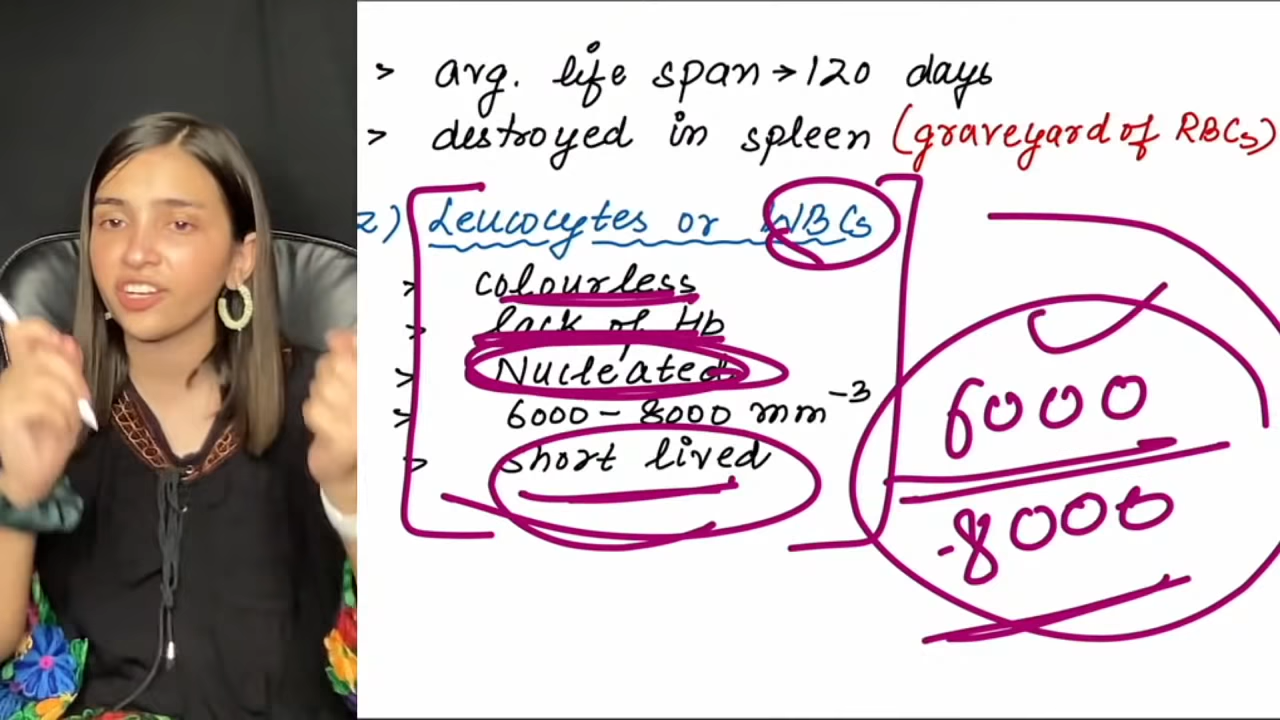 > avg. life span → 120 days
> destroyed in spleen (graveyard of RBCs)
2) Leucocytes or WBCs
> colourless
> lack of Hb
> Nucleated
> 6000 - 8000 mm⁻³
> short lived
6000
-8000